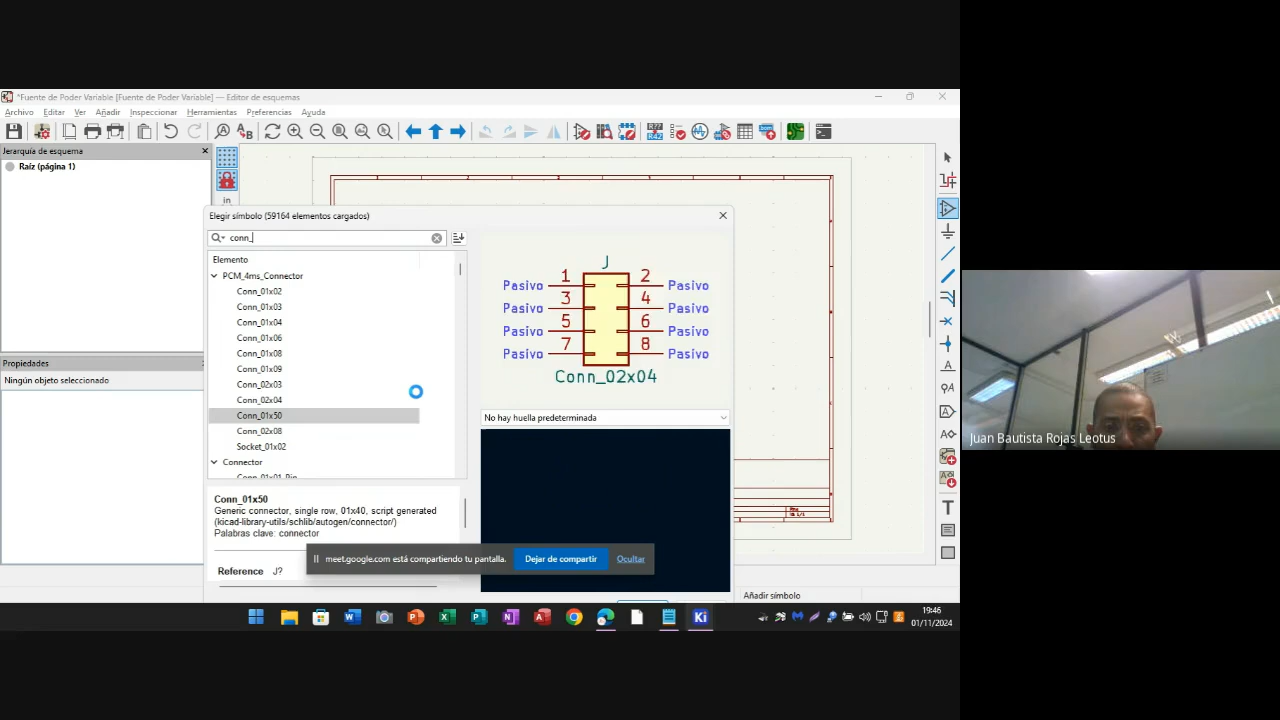 *Fuente de Poder Variable [Fuente de Poder Variable] — Editor de esquemas
Archivo Editar Ver Añadir Inspeccionar Herramientas Preferencias Ayuda
Jerarquía de esquema
Raíz (página 1)
in
Elegir símbolo (59164 elementos cargados)
conn_
Elemento
PCM_4ms_Connector
Conn_01x02
Conn_01x03
Conn_01x04
Conn_01x06
Conn_01x08
Conn_01x09
Conn_02x03
Conn_02x04
Conn_01x50
Conn_02x08
Socket_01x02
Connector
Conn_01x01_Pin
J
Pasivo 1 2 Pasivo
Pasivo 3 4 Pasivo
Pasivo 5 6 Pasivo
Pasivo 7 8 Pasivo
Conn_02x04
No hay huella predeterminada
Propiedades
Ningún objeto seleccionado
Conn_01x50
Generic connector, single row, 01x40, script generated
(kicad-library-utils/schlib/autogen/connector/)
Palabras clave: connector
Reference J?
meet.google.com está compartiendo tu pantalla.
Dejar de compartir
Ocultar
Añadir símbolo
19:46
01/11/2024
Juan Bautista Rojas Leotus